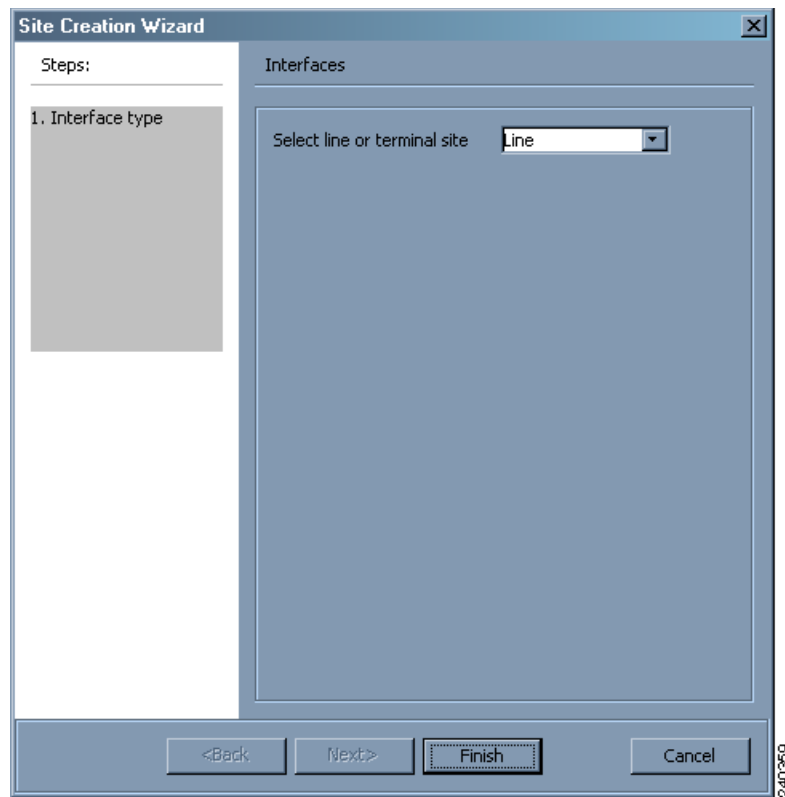 Site Creation Wizard
Steps:
1. Interface type
Interfaces
Select line or terminal site Line
<Back Next> Finish Cancel
240359